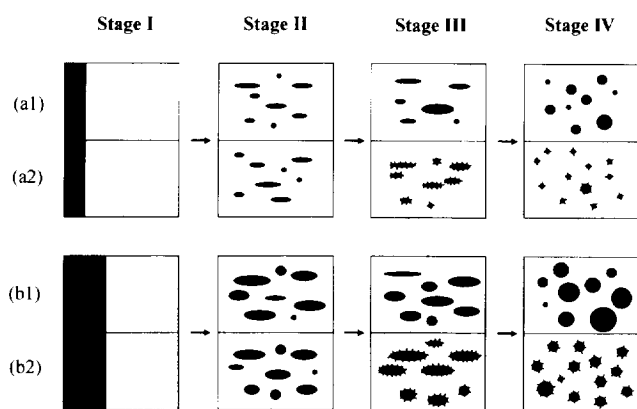 Stage I Stage II Stage III Stage IV
(a1)
(a2)
(b1)
(b2)